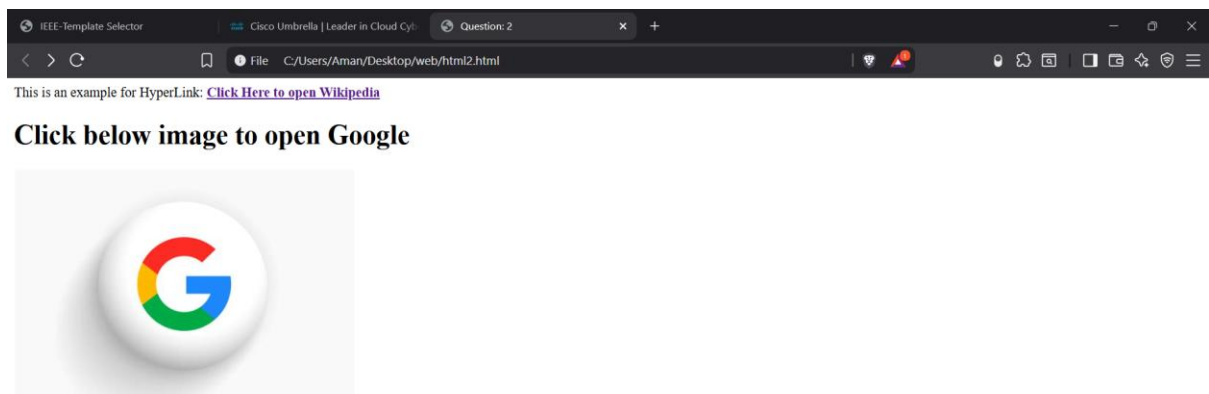 IEEE-Template Selector
Cisco Umbrella | Leader in Cloud Cyb
Question: 2
File C:/Users/Aman/Desktop/web/html2.html
This is an example for HyperLink: Click Here to open Wikipedia
Click below image to open Google
G